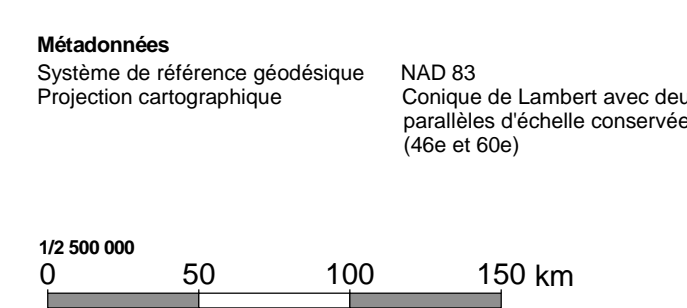 Métadonnées
Système de référence géodésique NAD 83
Projection cartographique Conique de Lambert avec deu
parallèles d'échelle conservée
(46e et 60e)
1/2 500 000
0 50 100 150 km